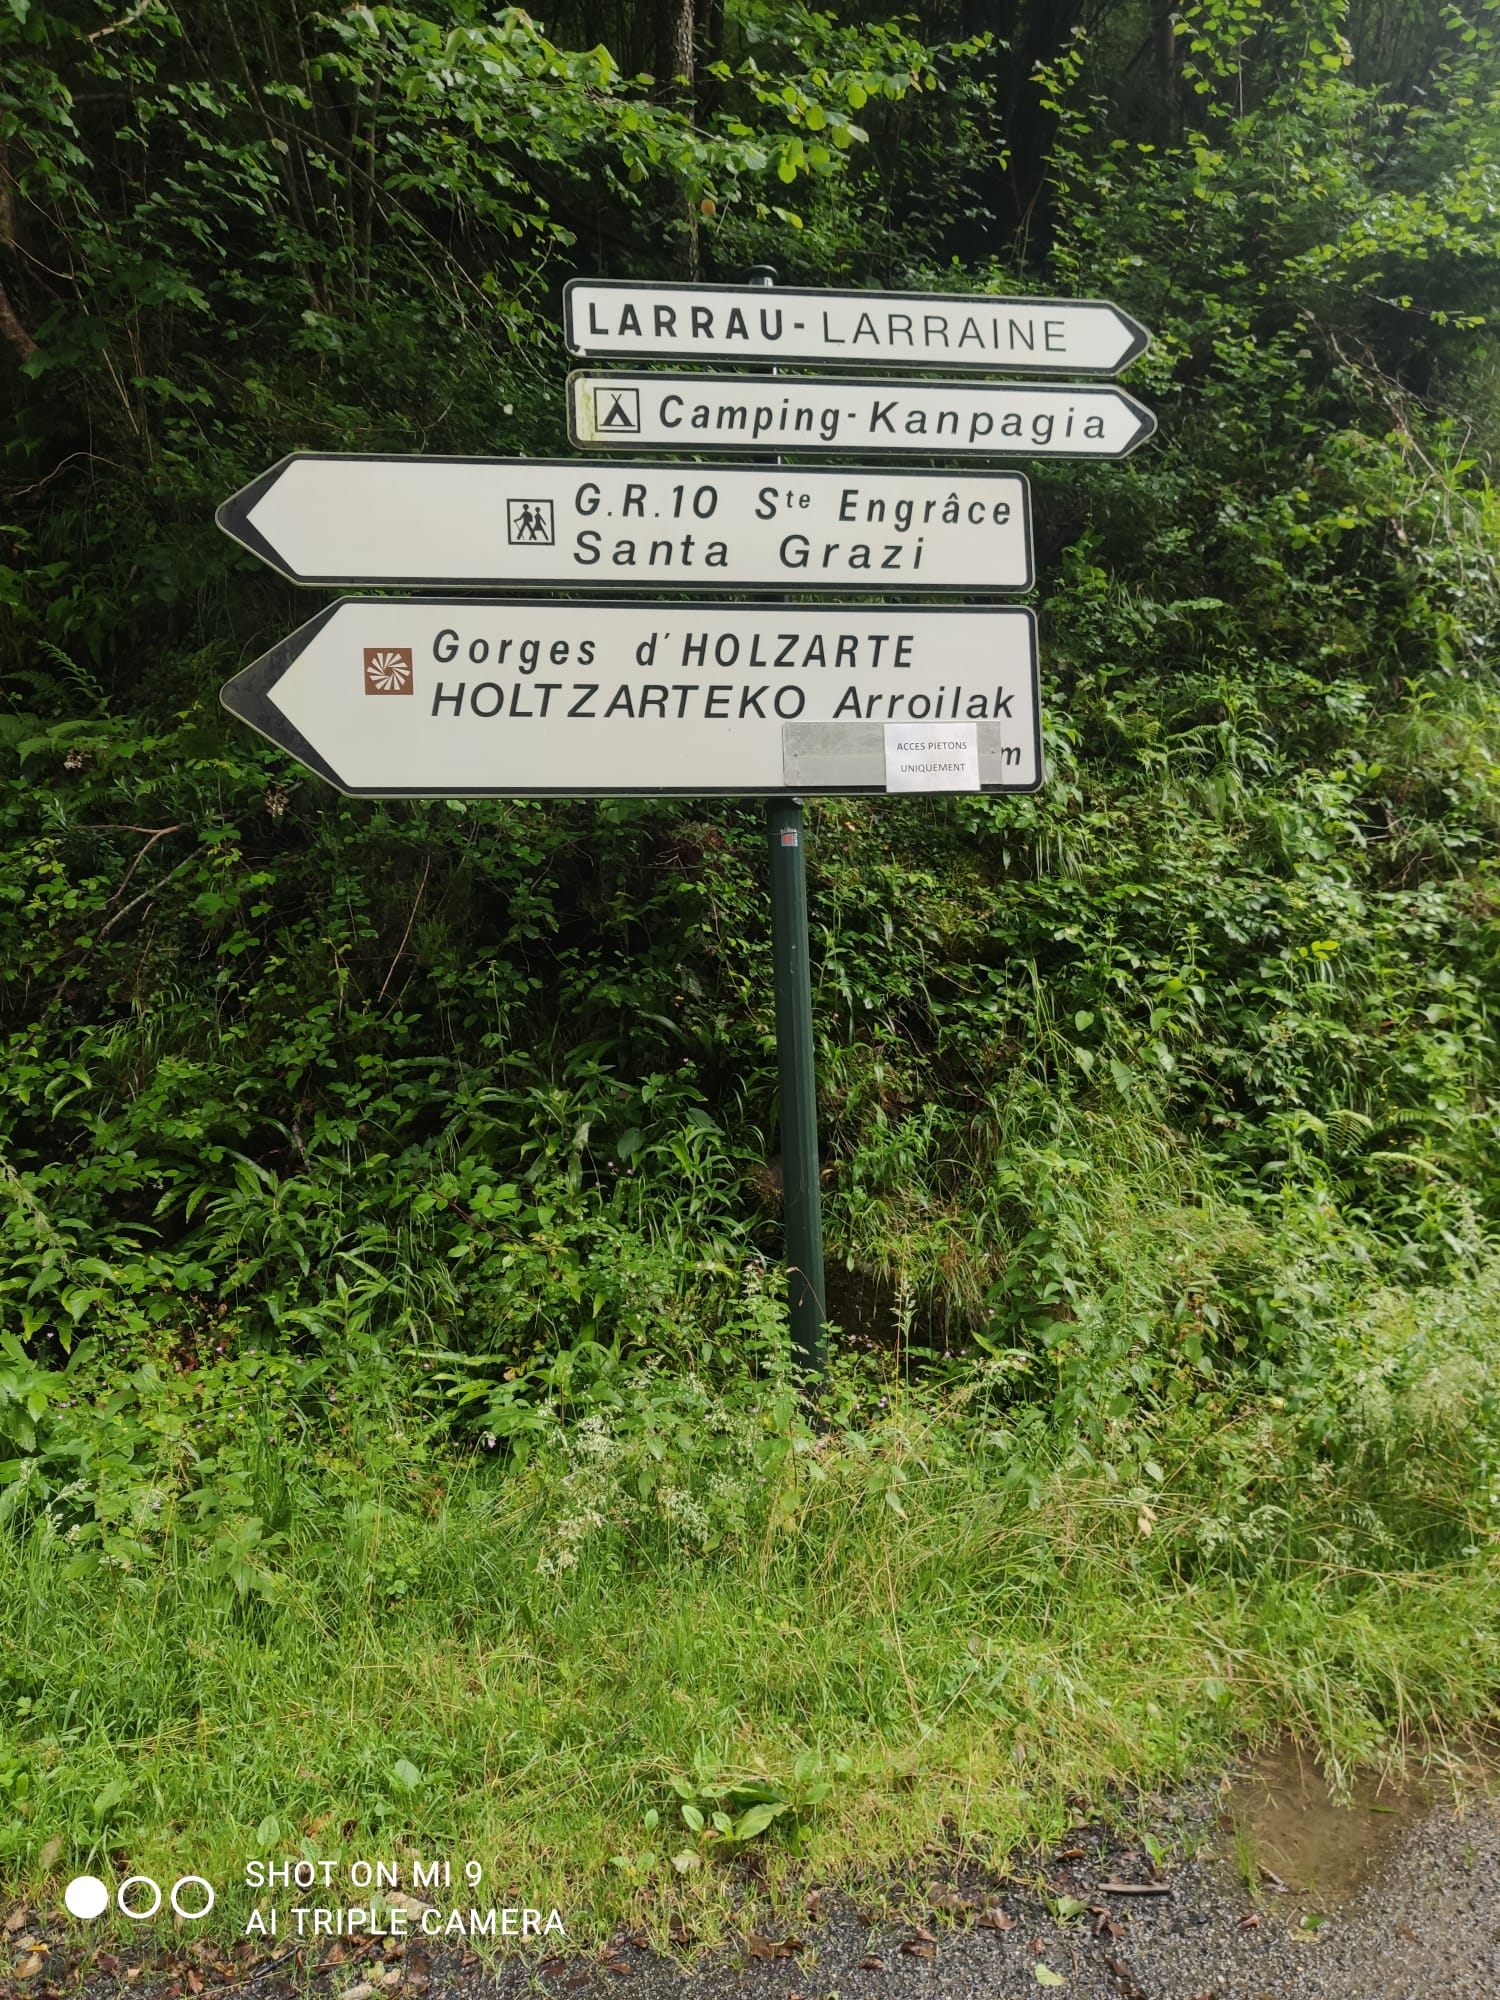 LARRAU-LARRAINE
Camping-Kanpagia
G.R.10 Ste Engrâce
Santa Grazi
Gorges d'HOLZARTE
HOLTZARTEKO Arroilak
ACCES PIETONS
UNIQUEMENT
m
SHOT ON MI 9
AI TRIPLE CAMERA